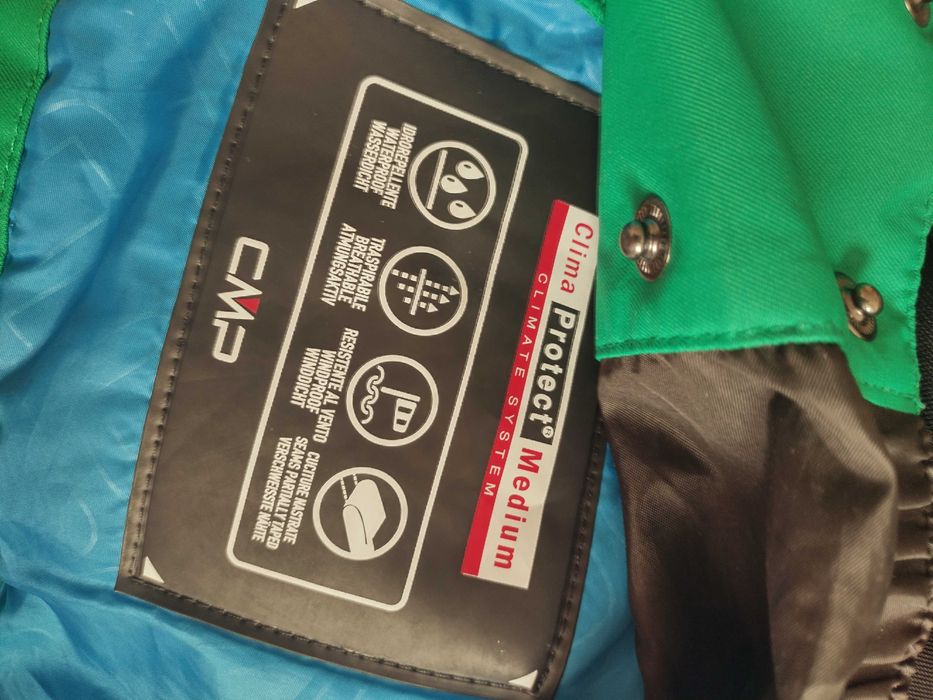 Clima Protect® Medium
CLIMATE SYSTEM
IDROREPELLENTE
WATERPROOF
WASSERDICHT
TRASPIRABILE
BREATHABLE
ATMUNGSAKTIV
RESISTENTE AL VENTO
WINDPROOF
WINDDICHT
CUCITURE NASTRATE
SEAMS PARTIALLY TAPED
VERSCHWEISSTE NÄHTE
CMP